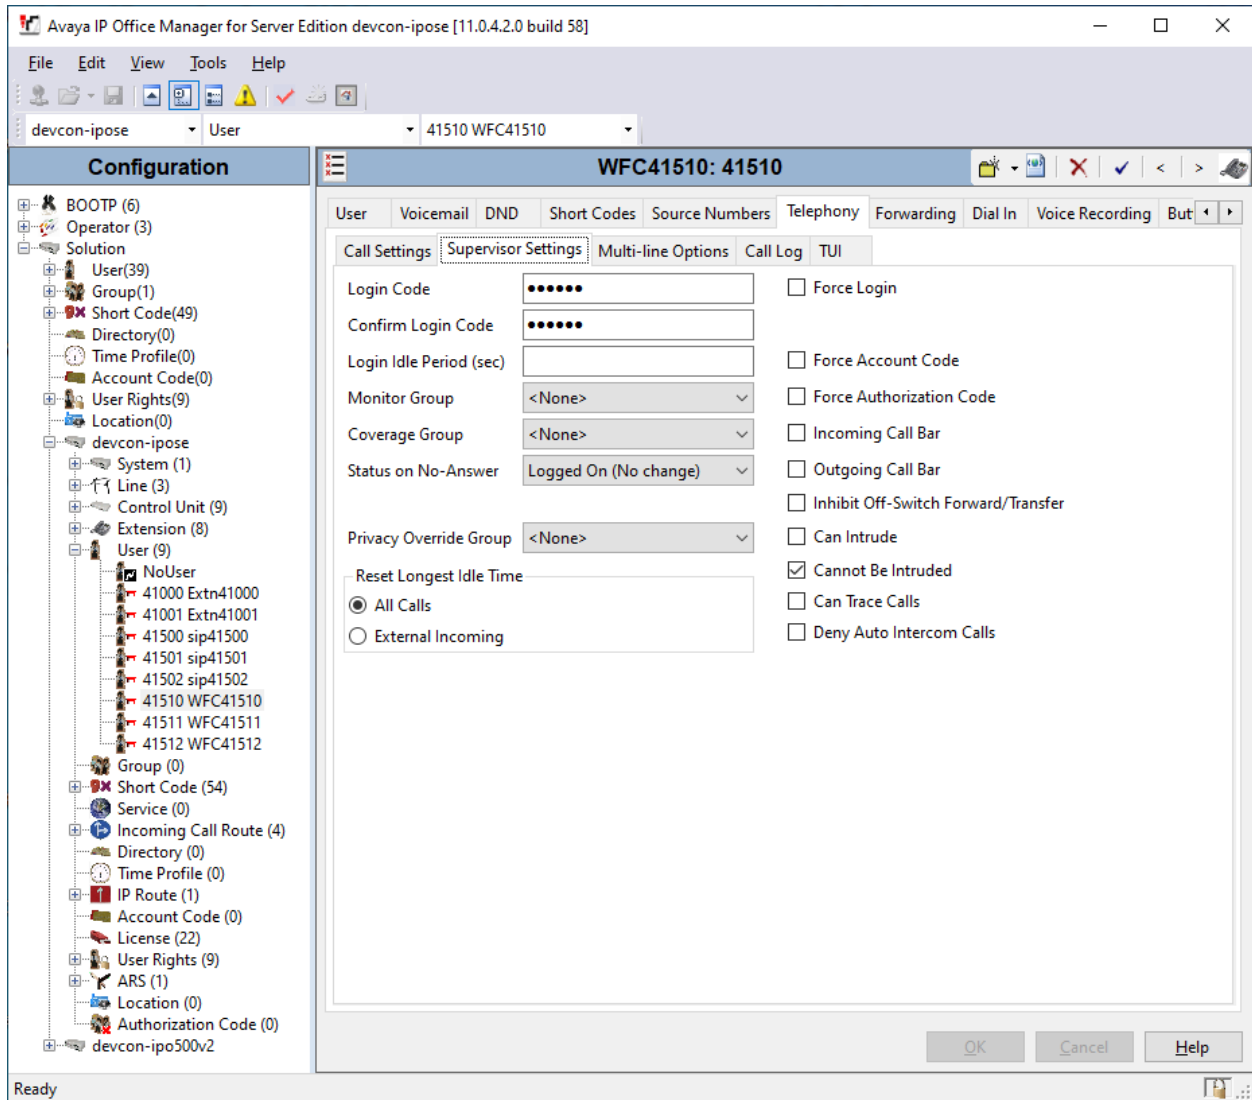 Avaya IP Office Manager for Server Edition devcon-ipose [11.0.4.2.0 build 58]
File Edit View Tools Help
devcon-ipose User 41510 WFC41510
Configuration
BOOTP (6)
Operator (3)
Solution
User(39)
Group(1)
Short Code(49)
Directory(0)
Time Profile(0)
Account Code(0)
User Rights(9)
Location(0)
devcon-ipose
System (1)
Line (3)
Control Unit (9)
Extension (8)
User (9)
NoUser
41000 Extn41000
41001 Extn41001
41500 sip41500
41501 sip41501
41502 sip41502
41510 WFC41510
41511 WFC41511
41512 WFC41512
Group (0)
Short Code (54)
Service (0)
Incoming Call Route (4)
Directory (0)
Time Profile (0)
IP Route (1)
Account Code (0)
License (22)
User Rights (9)
ARS (1)
Location (0)
Authorization Code (0)
devcon-ipo500v2
WFC41510: 41510
User Voicemail DND Short Codes Source Numbers Telephony Forwarding Dial In Voice Recording But
Call Settings Supervisor Settings Multi-line Options Call Log TUI
Login Code ●●●●●● Force Login
Confirm Login Code ●●●●●●
Login Idle Period (sec) Force Account Code
Monitor Group <None> Force Authorization Code
Coverage Group <None> Incoming Call Bar
Status on No-Answer Logged On (No change) Outgoing Call Bar
Inhibit Off-Switch Forward/Transfer
Privacy Override Group <None> Can Intrude
Reset Longest Idle Time Cannot Be Intruded
All Calls Can Trace Calls
External Incoming Deny Auto Intercom Calls
OK Cancel Help
Ready